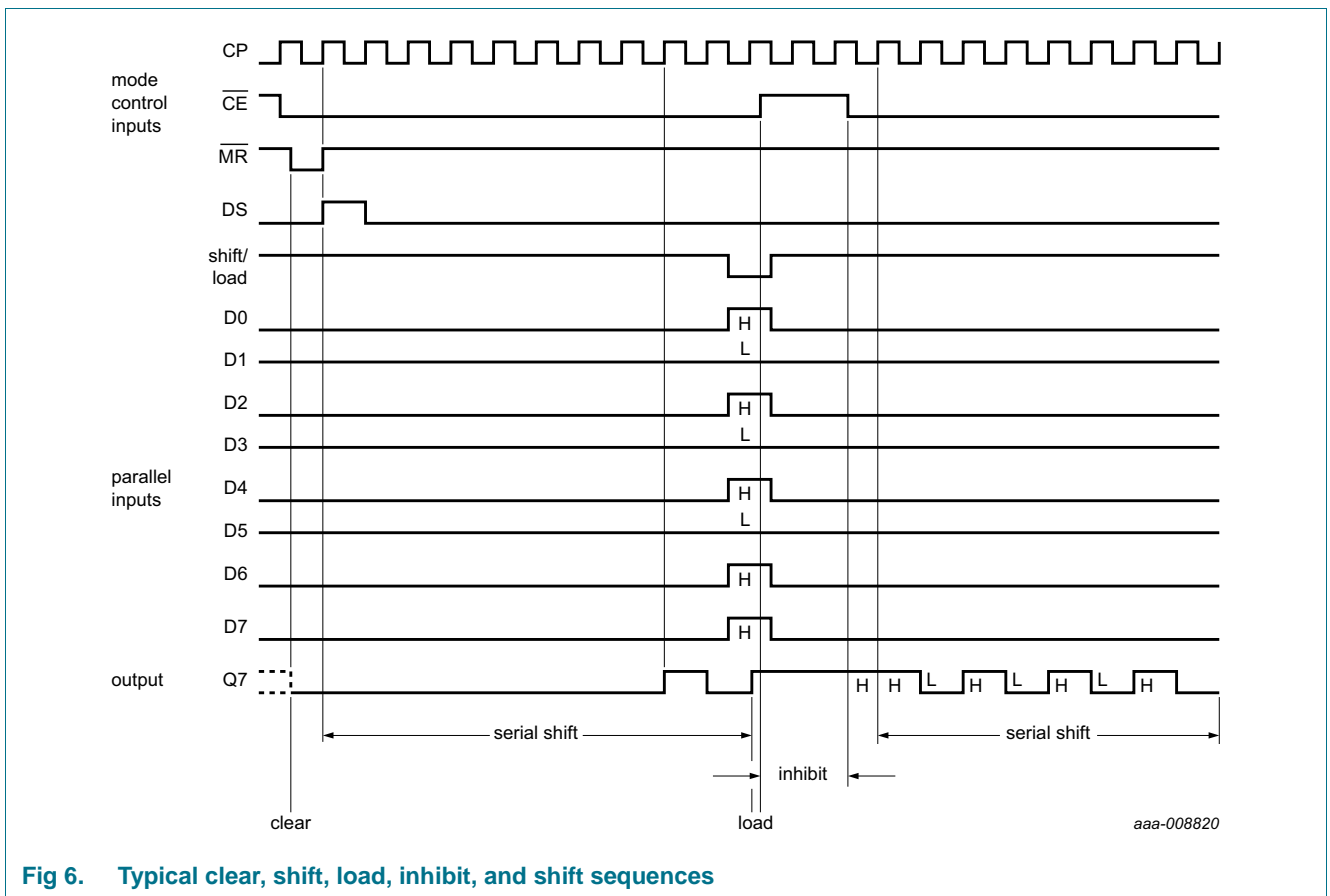 CP
mode
control
inputs
CE
MR
DS
shift/
load
D0
H
D1
L
D2
H
D3
L
parallel
inputs
D4
H
D5
L
D6
H
D7
H
output
Q7
H H L H L H L H
serial shift
serial shift
inhibit
clear
load
aaa-008820
Fig 6. Typical clear, shift, load, inhibit, and shift sequences